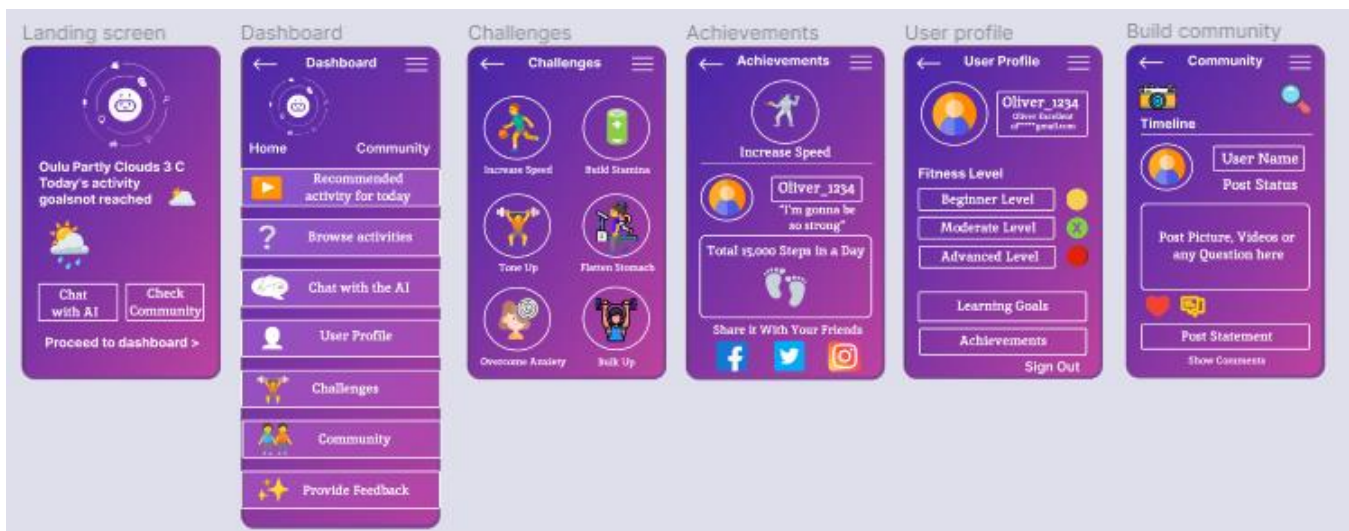 Landing screen
Oulu Partly Clouds 3 C
Today's activity
goalsnot reached
Chat
with AI
Check
Community
Proceed to dashboard >
Dashboard
Dashboard
Home
Community
Recommended
activity for today
?
Browse activities
Chat with the AI
User Profile
Challenges
Community
Provide Feedback
Challenges
Challenges
Increase Speed
Build Stamina
Tone Up
Flatten Stomach
Overcome Anxiety
Bulk Up
Achievements
Achievements
Increase Speed
Oliver_1234
"I'm gonna be
so strong"
Total 15,000 Steps in a Day
Share it With Your Friends
User profile
User Profile
Oliver_1234
Oliver Excellent
ol****gmail.com
Fitness Level
Beginner Level
Moderate Level
X
Advanced Level
Learning Goals
Achievements
Sign Out
Build community
Community
Timeline
User Name
Post Status
Post Picture, Videos or
any Question here
Post Statement
Show Comments